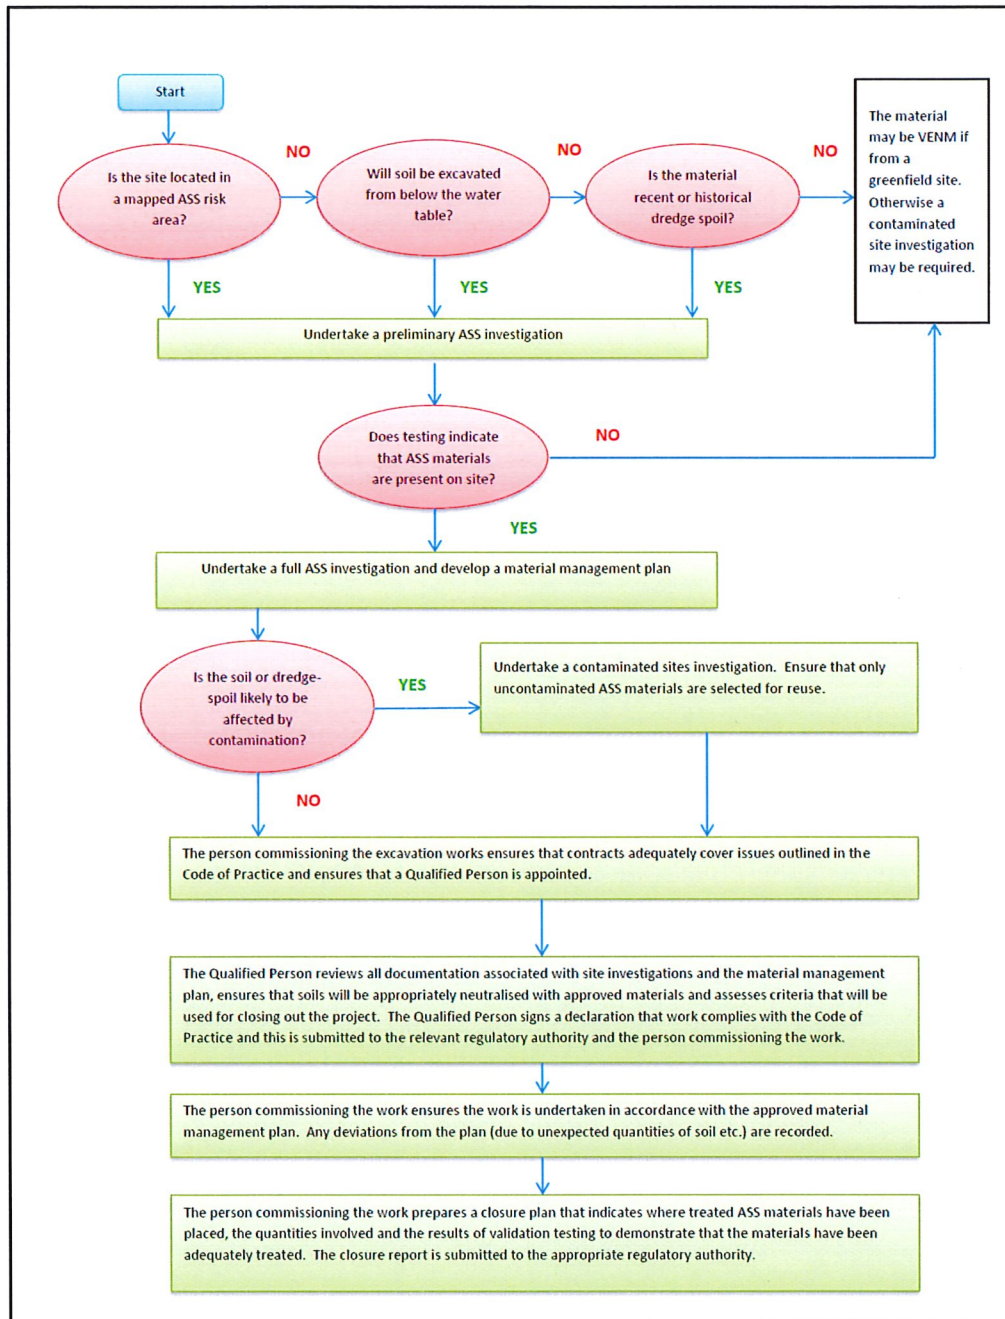 Start
NO
NO
NO
Is the site located in
a mapped ASS risk
area?
Will soil be excavated
from below the water
table?
Is the material
recent or historical
dredge spoil?
The material
may be VENM if
from a
greenfield site.
Otherwise a
contaminated
site investigation
may be required.
YES
YES
YES
Undertake a preliminary ASS investigation
Does testing indicate
that ASS materials
are present on site?
NO
YES
Undertake a full ASS investigation and develop a material management plan
Is the soil or dredge-
spoil likely to be
affected by
contamination?
YES
Undertake a contaminated sites investigation. Ensure that only
uncontaminated ASS materials are selected for reuse.
NO
The person commissioning the excavation works ensures that contracts adequately cover issues outlined in the
Code of Practice and ensures that a Qualified Person is appointed.
The Qualified Person reviews all documentation associated with site investigations and the material management
plan, ensures that soils will be appropriately neutralised with approved materials and assesses criteria that will be
used for closing out the project. The Qualified Person signs a declaration that work complies with the Code of
Practice and this is submitted to the relevant regulatory authority and the person commissioning the work.
The person commissioning the work ensures the work is undertaken in accordance with the approved material
management plan. Any deviations from the plan (due to unexpected quantities of soil etc.) are recorded.
The person commissioning the work prepares a closure plan that indicates where treated ASS materials have been
placed, the quantities involved and the results of validation testing to demonstrate that the materials have been
adequately treated. The closure report is submitted to the appropriate regulatory authority.